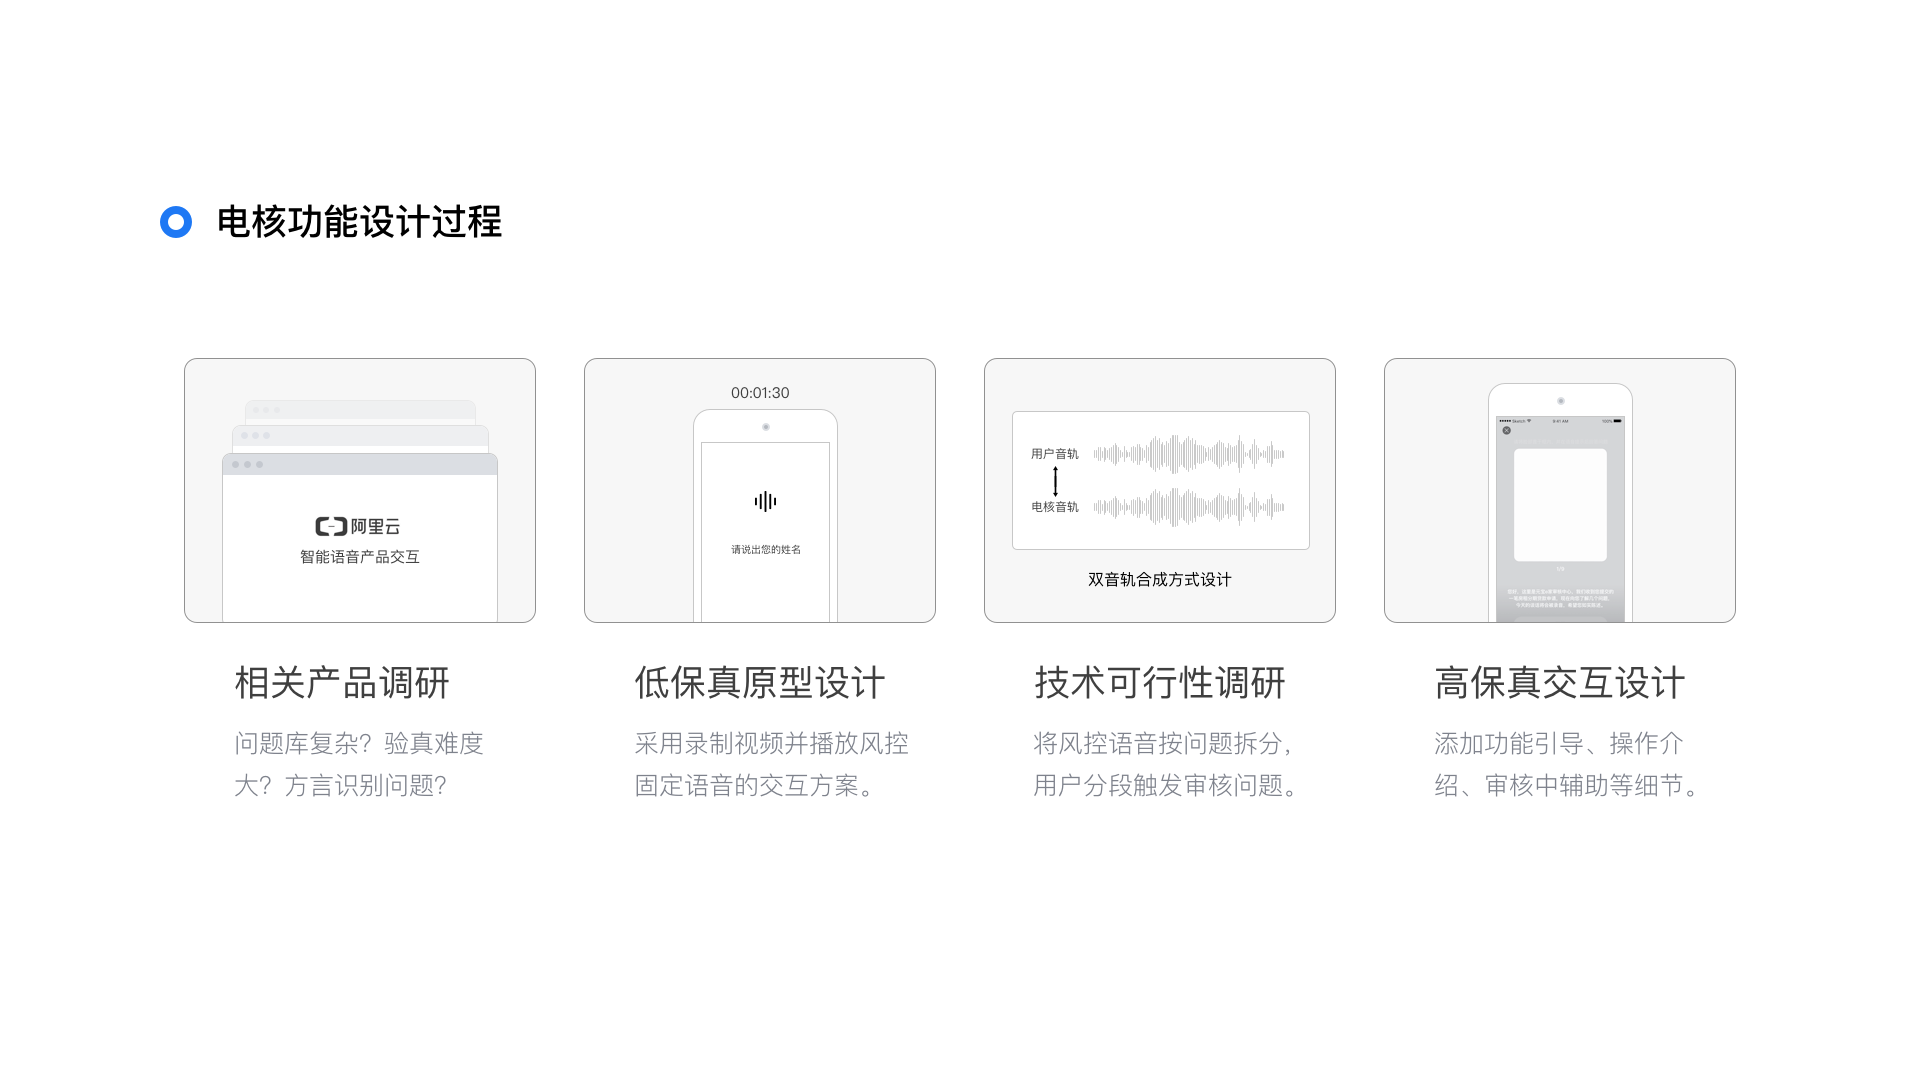 电核功能设计过程
阿里云
智能语音产品交互
相关产品调研
问题库复杂？验真难度
大？方言识别问题？
00:01:30
请说出您的姓名
低保真原型设计
采用录制视频并播放风控
固定语音的交互方案。
用户音轨
电核音轨
双音轨合成方式设计
技术可行性调研
将风控语音按问题拆分，
用户分段触发审核问题。
Sketch
9:41 AM
100%
高保真交互设计
添加功能引导、操作介
绍、审核中辅助等细节。